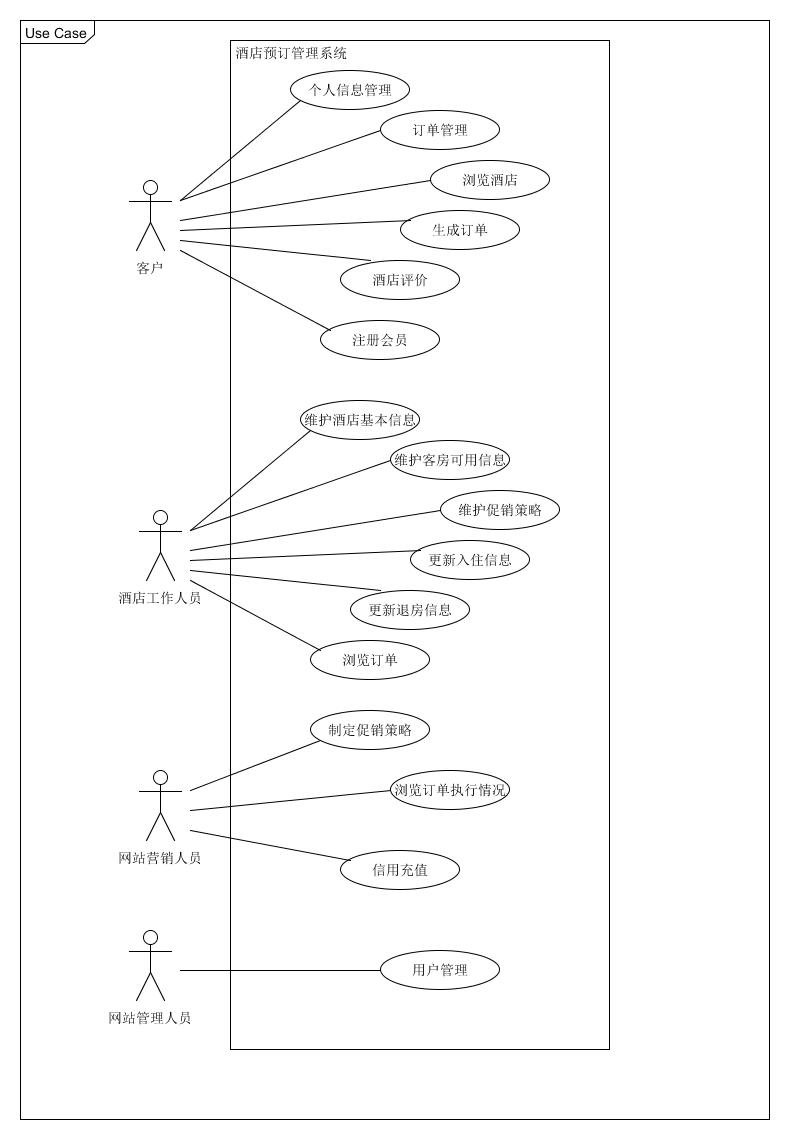 Use Case
酒店预订管理系统
个人信息管理
订单管理
浏览酒店
生成订单
酒店评价
注册会员
客户
维护酒店基本信息
维护客房可用信息
维护促销策略
更新入住信息
更新退房信息
浏览订单
酒店工作人员
制定促销策略
浏览订单执行情况
信用充值
网站营销人员
用户管理
网站管理人员